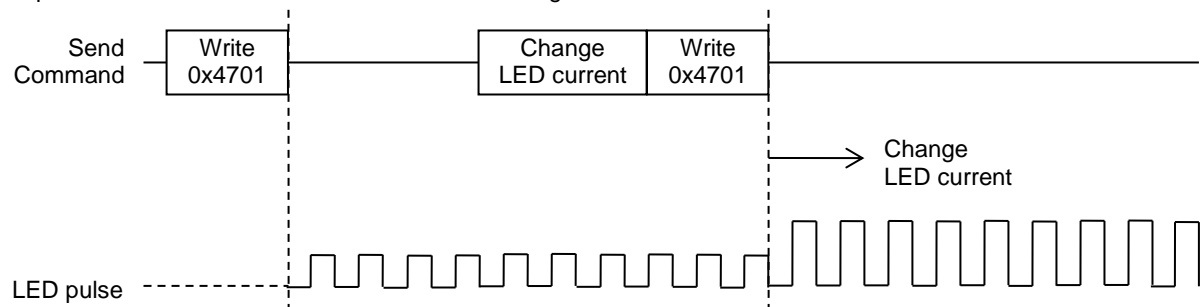 Send
Command
Write
0x4701
Change
LED current
Write
0x4701
Change
LED current
LED pulse